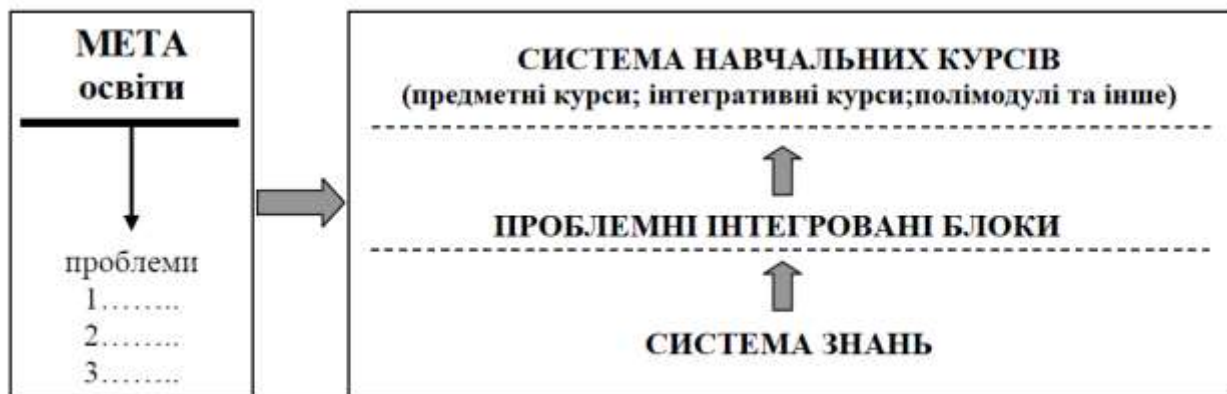 МЕТА
освіти
проблеми
1……..
2……..
3……..
СИСТЕМА НАВЧАЛЬНИХ КУРСІВ
(предметні курси; інтегративні курси;полімодулі та інше)
ПРОБЛЕМНІ ІНТЕГРОВАНІ БЛОКИ
СИСТЕМА ЗНАНЬ